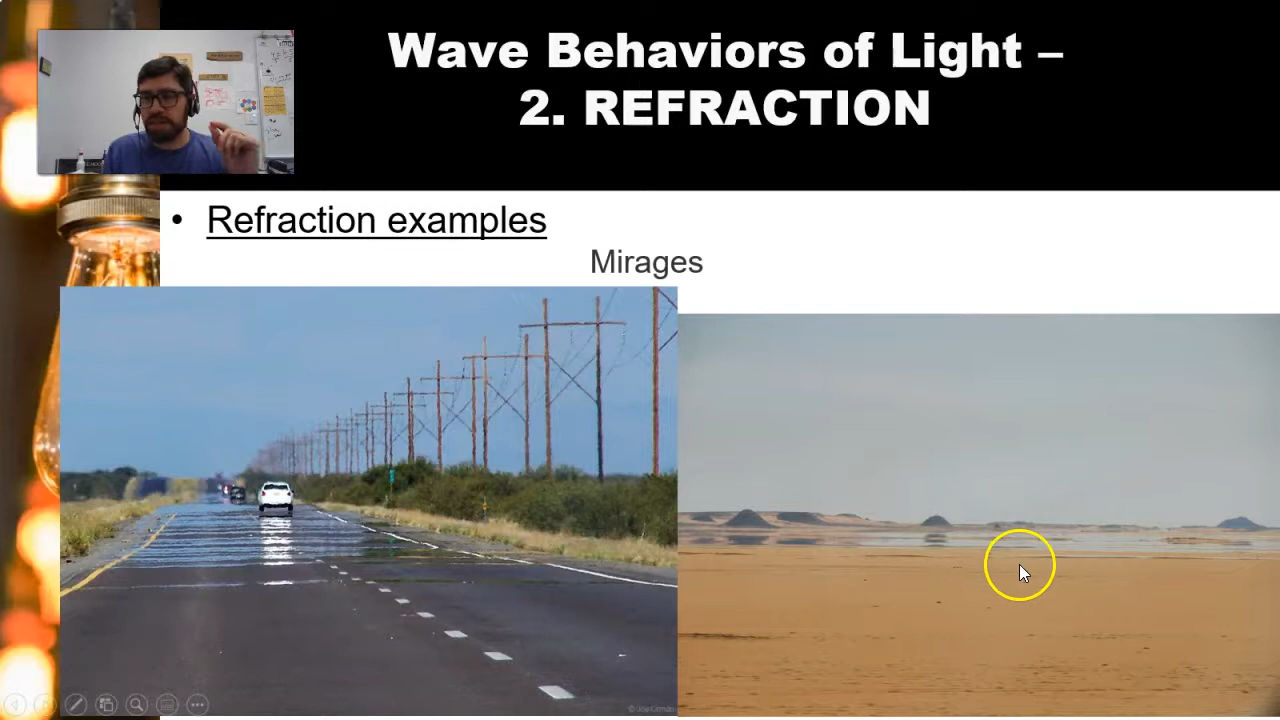 Wave Behaviors of Light –
2. REFRACTION
• Refraction examples
Mirages